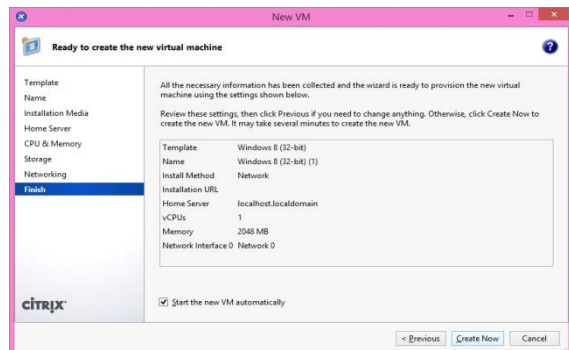 New VM
Ready to create the new virtual machine
Template
Name
Installation Media
Home Server
CPU & Memory
Storage
Networking
Finish
CITRIX
All the necessary information has been collected and the wizard is ready to provision the new virtual
machine using the settings shown below.
Review these settings, then click Previous if you need to change anything. Otherwise, click Create Now to
create the new VM. It may take several minutes to create the new VM.
Template Windows 8 (32-bit)
Name Windows 8 (32-bit) (1)
Install Method Network
Installation URL
Home Server localhost.localdomain
vCPUs 1
Memory 2048 MB
Network Interface 0 Network 0
Start the new VM automatically
< Previous Create Now Cancel